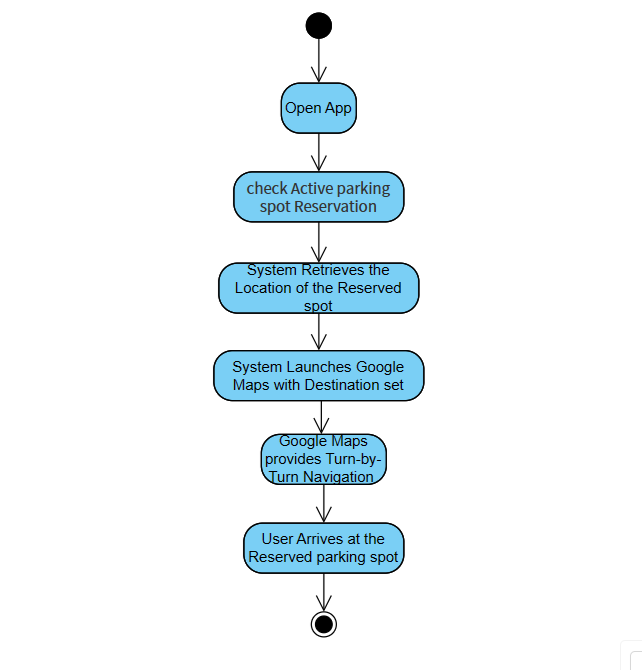 Open App
check Active parking
spot Reservation
System Retrieves the
Location of the Reserved
spot
System Launches Google
Maps with Destination set
Google Maps
provides Turn-by-
Turn Navigation
User Arrives at the
Reserved parking spot